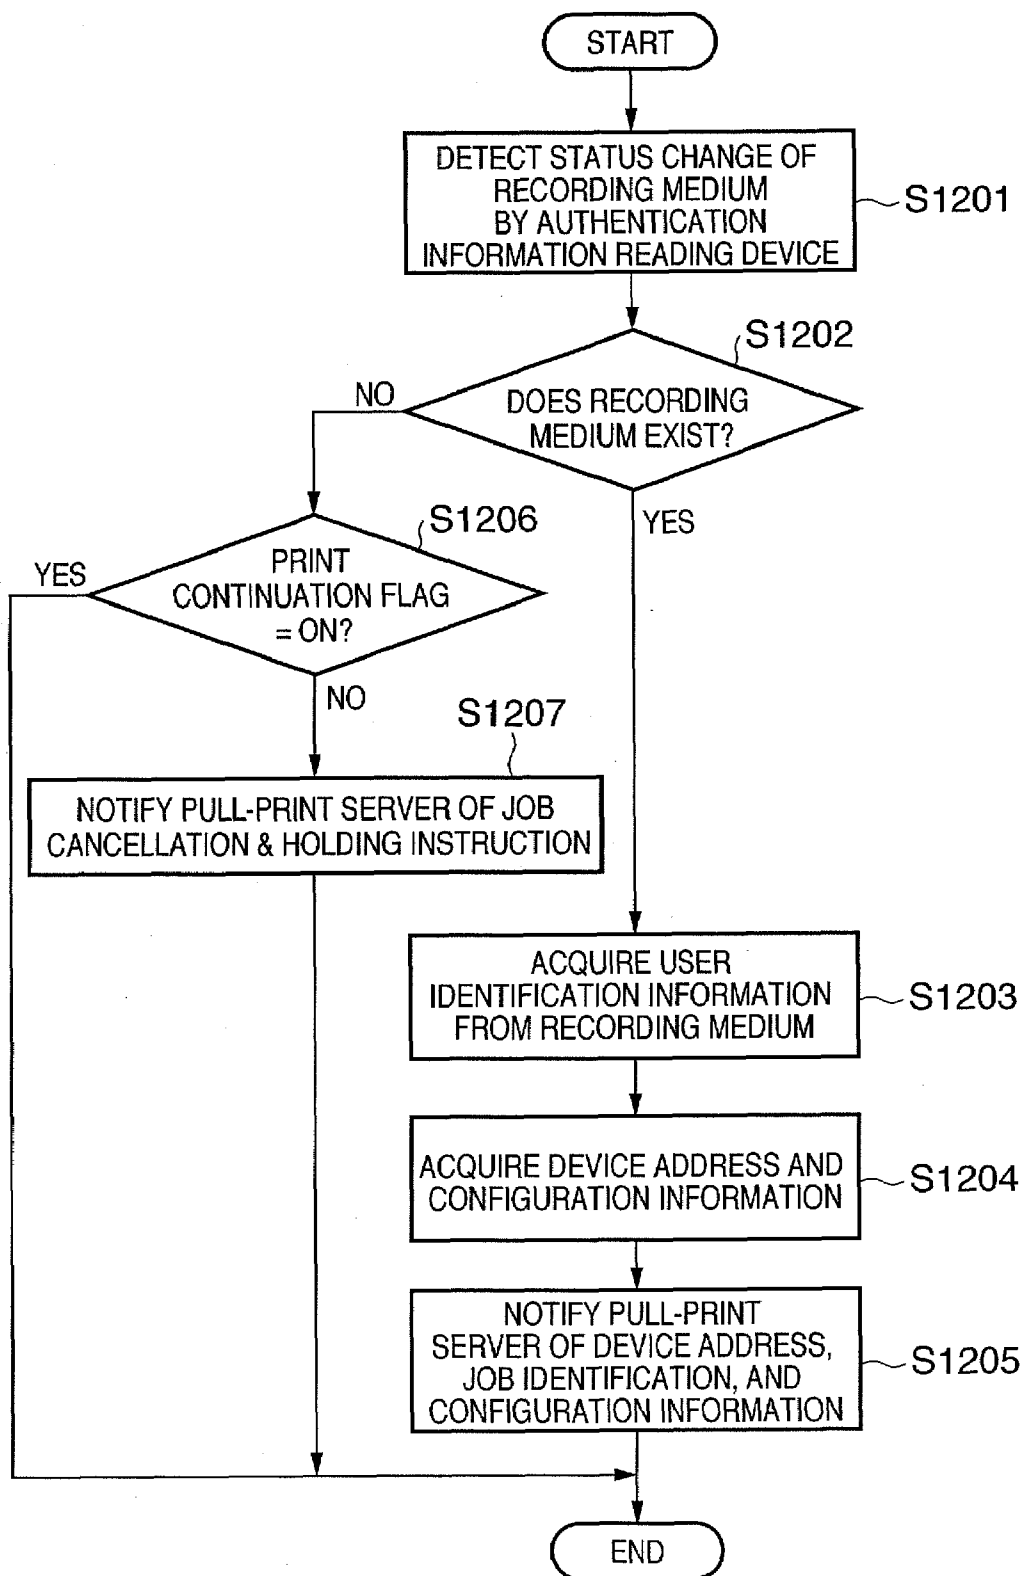 START
DETECT STATUS CHANGE OF
RECORDING MEDIUM
BY AUTHENTICATION
INFORMATION READING DEVICE
S1201
S1202
DOES RECORDING
MEDIUM EXIST?
NO
YES
S1206
PRINT
CONTINUATION FLAG
= ON?
YES
NO
S1207
NOTIFY PULL-PRINT SERVER OF JOB
CANCELLATION & HOLDING INSTRUCTION
ACQUIRE USER
IDENTIFICATION INFORMATION
FROM RECORDING MEDIUM
S1203
ACQUIRE DEVICE ADDRESS AND
CONFIGURATION INFORMATION
S1204
NOTIFY PULL-PRINT
SERVER OF DEVICE ADDRESS,
JOB IDENTIFICATION, AND
CONFIGURATION INFORMATION
S1205
END